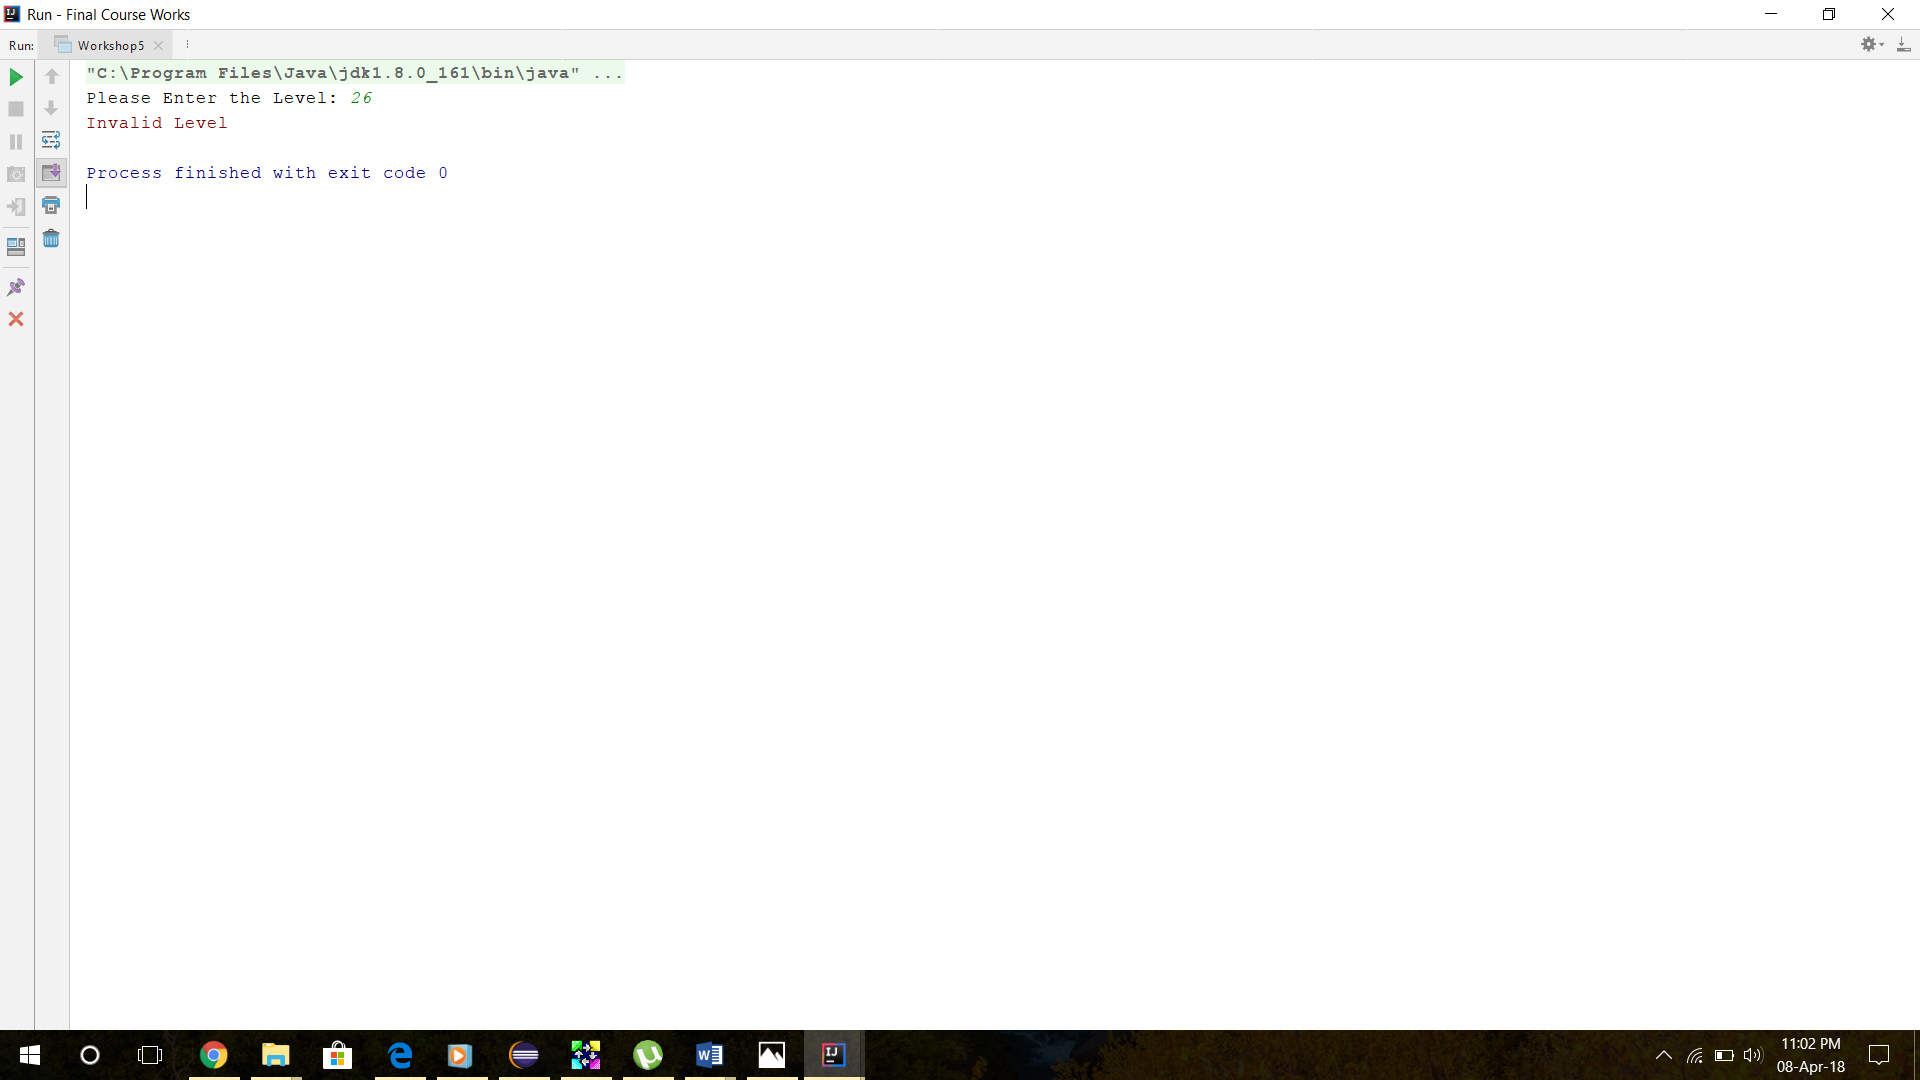 Run - Final Course Works
Run: Workshop5
"C:\Program Files\Java\jdk1.8.0_161\bin\java" ...
Please Enter the Level: 26
Invalid Level
Process finished with exit code 0
11:02 PM
08-Apr-18